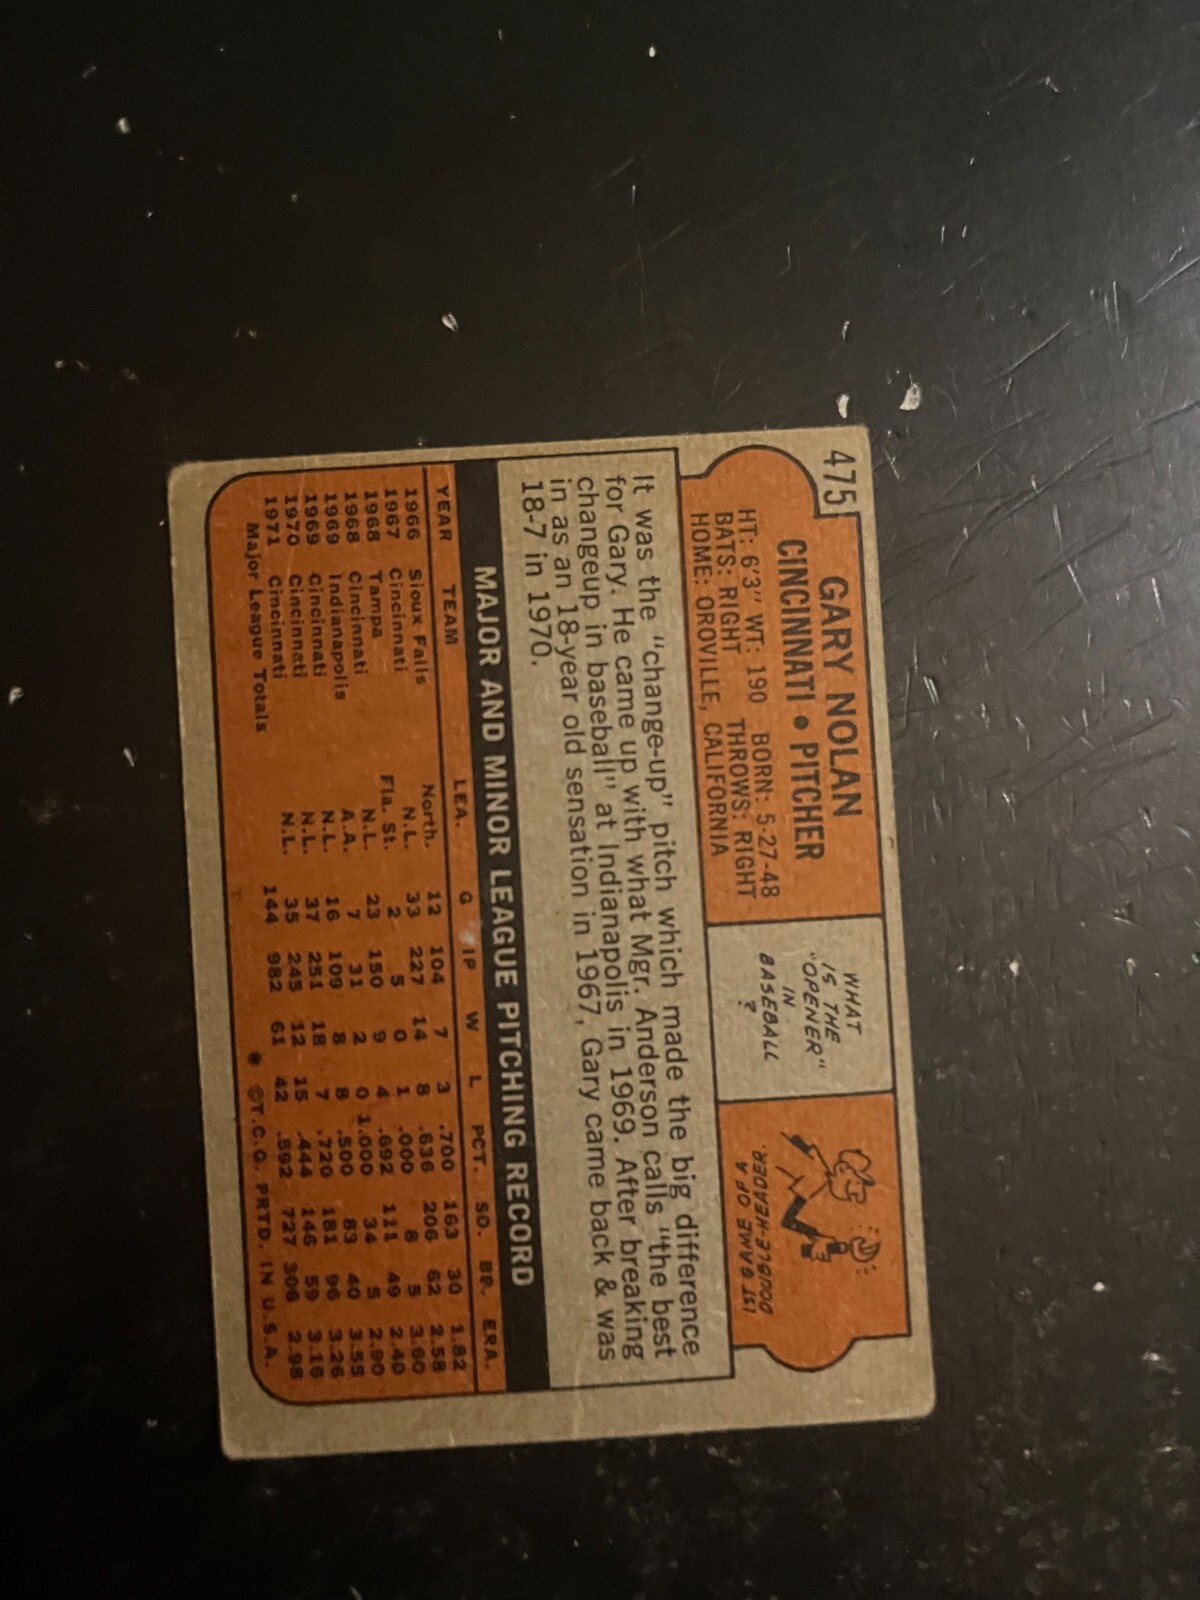 475
GARY NOLAN
CINCINNATI • PITCHER
HT: 6'3" WT: 190 BORN: 5-27-48
BATS: RIGHT THROWS: RIGHT
HOME: OROVILLE, CALIFORNIA
WHAT
IS THE
"OPENER"
IN
BASEBALL
?
1ST GAME OF A
DOUBLE-HEADER.
It was the "change-up" pitch which made the big difference
for Gary. He came up with what Mgr. Anderson calls "the best
changeup in baseball" at Indianapolis in 1969. After breaking
in as an 18-year old sensation in 1967, Gary came back & was
18-7 in 1970.
MAJOR AND MINOR LEAGUE PITCHING RECORD
YEAR TEAM LEA. G IP W L PCT. SO. BB. ERA.
1966 Sioux Falls North. 12 104 7 3 .700 163 30 1.82
1967 Cincinnati N.L. 33 227 14 8 .636 206 62 2.58
1968 Tampa Fla. St. 2 5 0 1 .000 8 5 3.60
1968 Cincinnati N.L. 23 150 9 4 .692 111 49 2.40
1969 Indianapolis A.A. 7 31 2 0 1.000 34 5 2.90
1969 Cincinnati N.L. 16 109 8 8 .500 83 40 3.55
1970 Cincinnati N.L. 37 251 18 7 .720 181 96 3.26
1971 Cincinnati N.L. 35 245 12 15 .444 146 59 3.16
Major League Totals 144 982 61 42 .592 727 306 2.98
* ©T.C.G. PRTD. IN U.S.A.